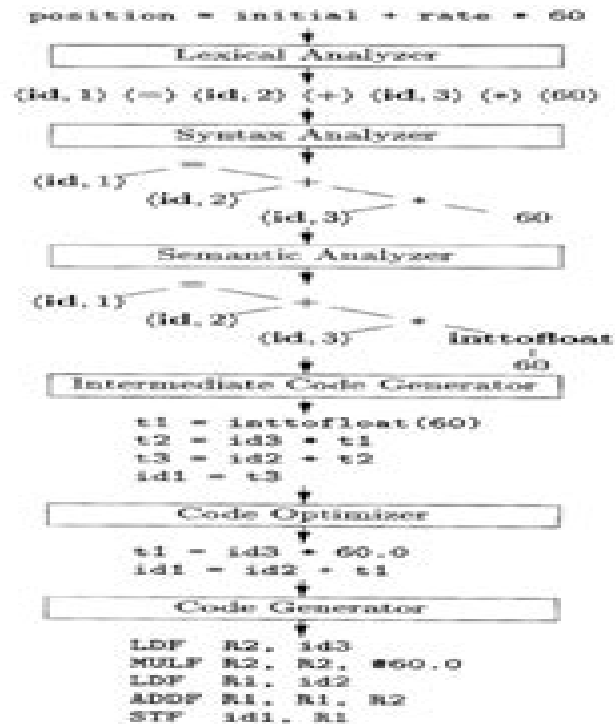 position = initial + rate * 60
Lexical Analyzer
(id, 1) (=) (id, 2) (+) (id, 3) (*) (60)
Syntax Analyzer
=
(id, 1) +
(id, 2) *
(id, 3) 60
Semantic Analyzer
=
(id, 1) +
(id, 2) *
(id, 3) inttofloat
60
Intermediate Code Generator
t1 = inttofloat(60)
t2 = id3 * t1
t3 = id2 + t2
id1 = t3
Code Optimizer
t1 = id3 * 60.0
id1 = id2 + t1
Code Generator
LDF R2, id3
MULF R2, R2, #60.0
LDF R1, id2
ADDF R1, R1, R2
STF id1, R1